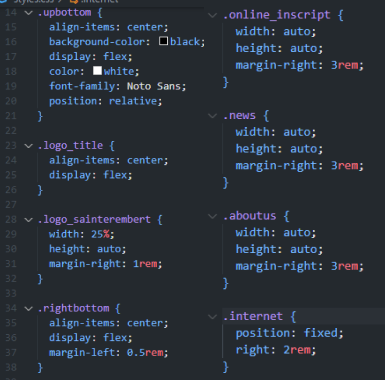 styles.css > .internet
14 .upbottom {
15 align-items: center;
16 background-color: black;
17 display: flex;
18 color: white;
19 font-family: Noto Sans;
20 position: relative;
21 }
22
23 .logo_title {
24 align-items: center;
25 display: flex;
26 }
27
28 .logo_sainterembert {
29 width: 25%;
30 height: auto;
31 margin-right: 1rem;
32 }
33
34 .rightbottom {
35 align-items: center;
36 display: flex;
37 margin-left: 0.5rem;
38 }
.online_inscript {
width: auto;
height: auto;
margin-right: 3rem;
}
.news {
width: auto;
height: auto;
margin-right: 3rem;
}
.aboutus {
width: auto;
height: auto;
margin-right: 3rem;
}
.internet {
position: fixed;
right: 2rem;
}